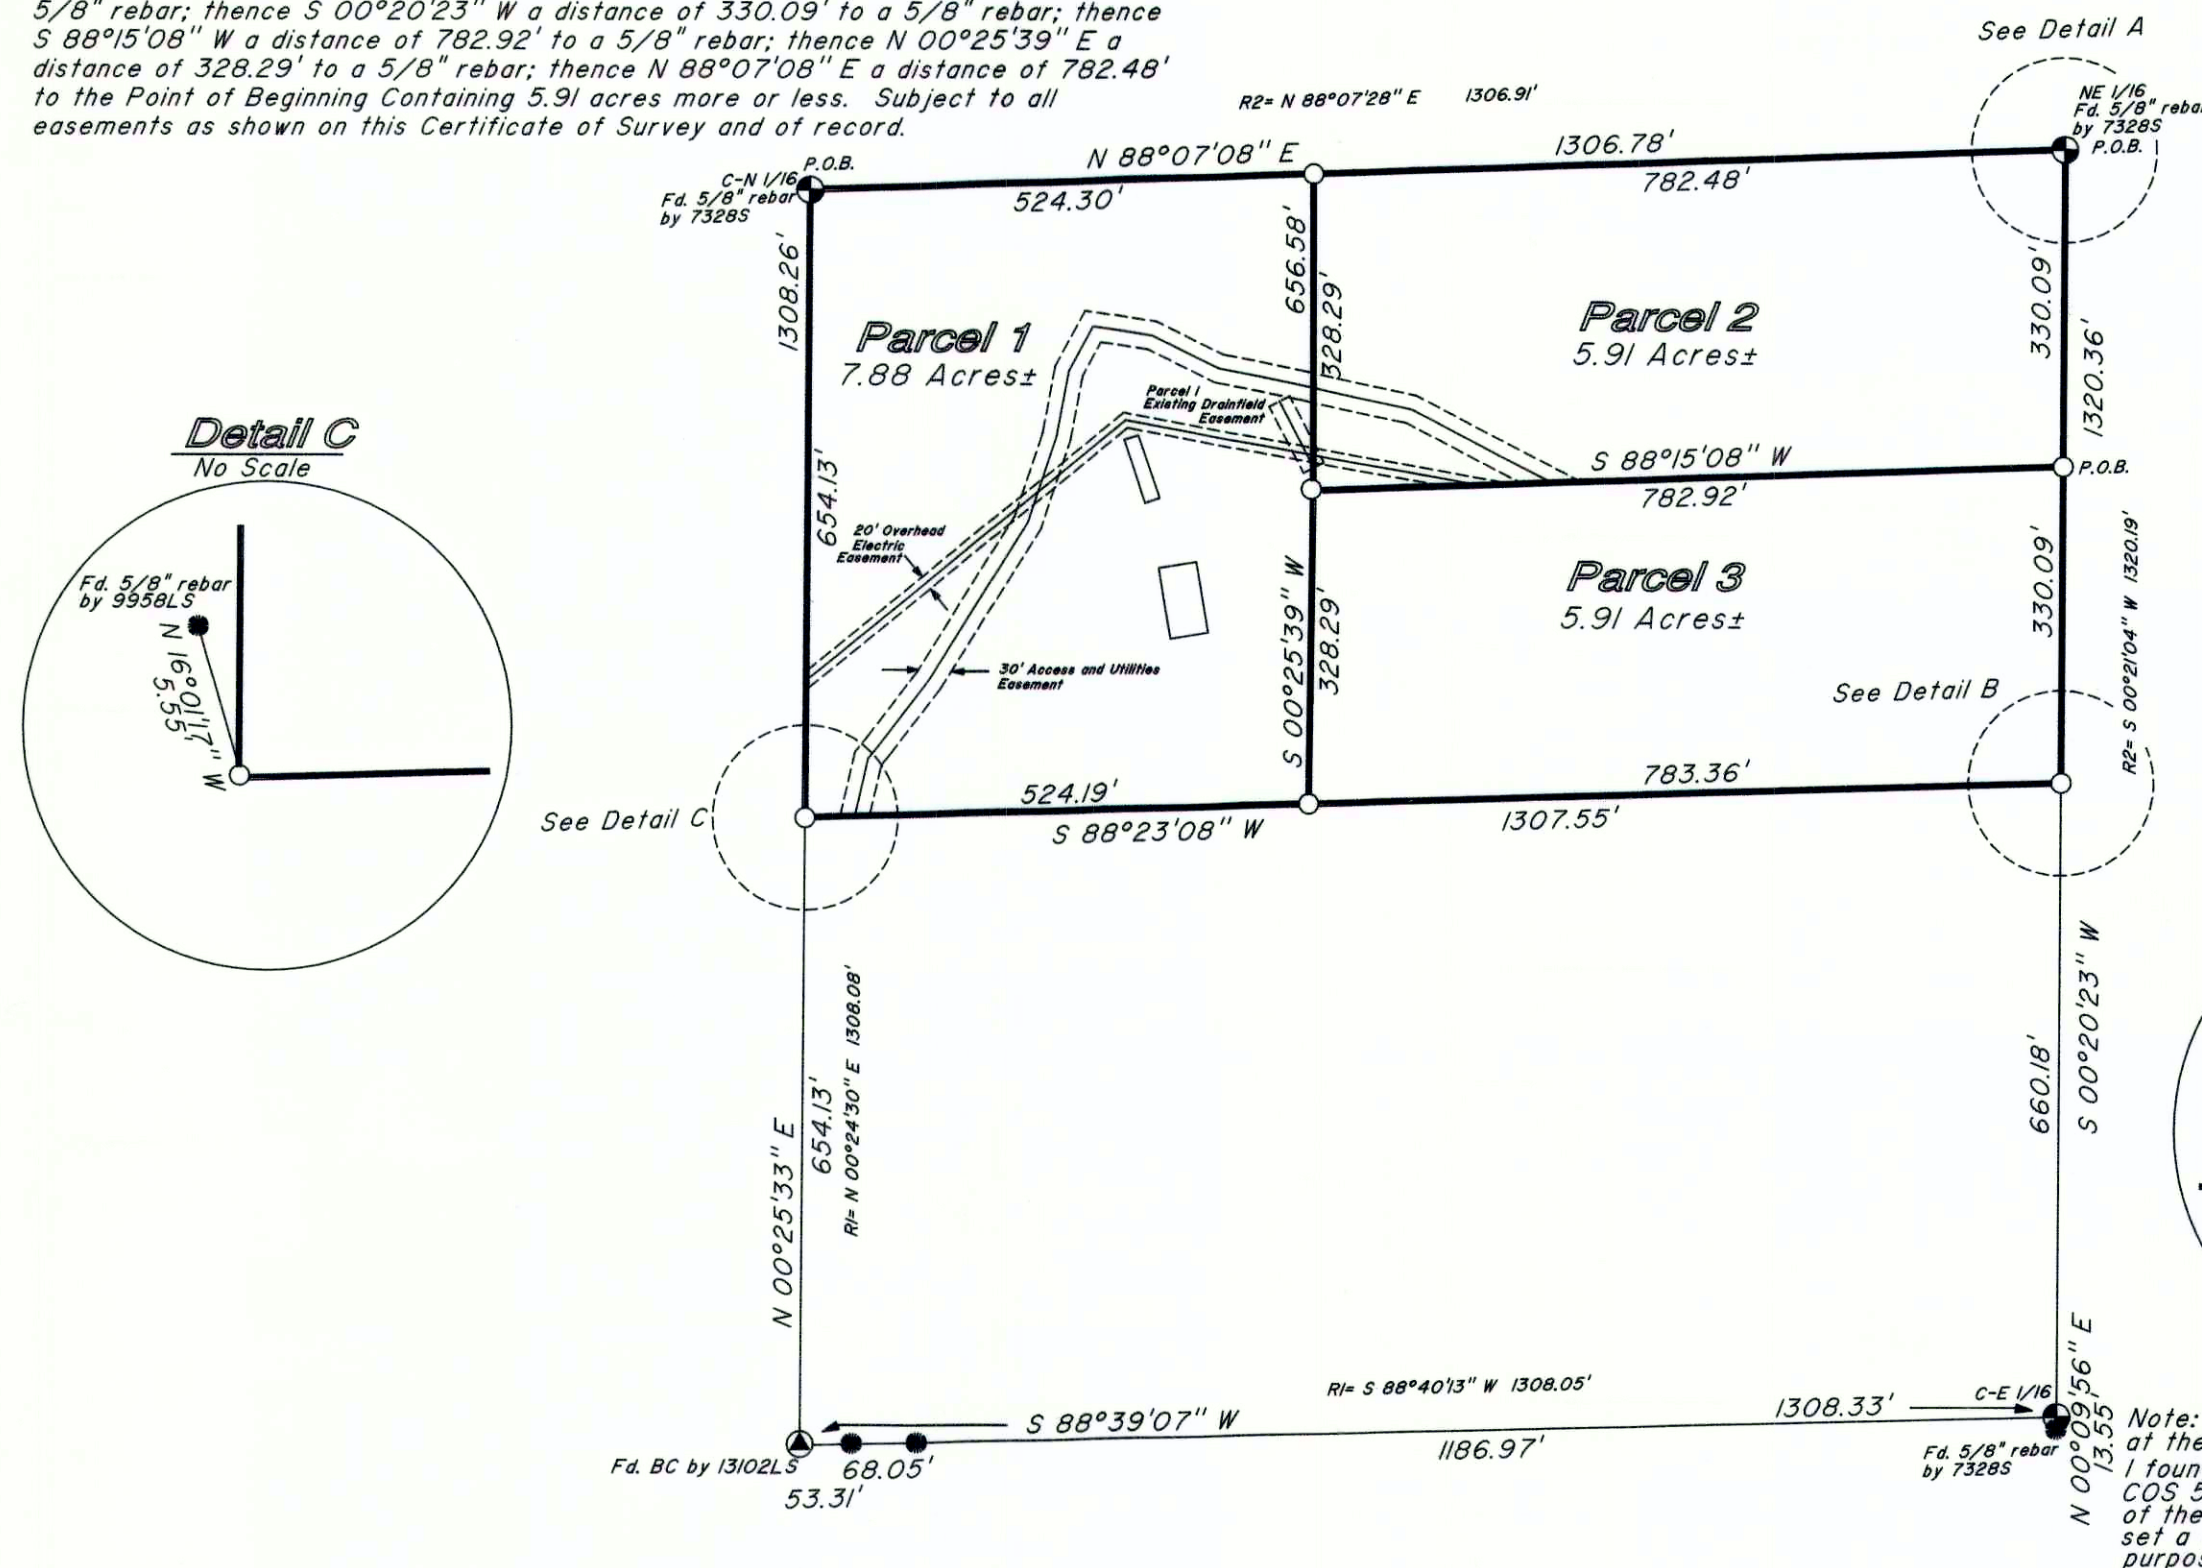 5/8" rebar; thence S 00°20'23" W a distance of 330.09' to a 5/8" rebar; thence
S 88°15'08" W a distance of 782.92' to a 5/8" rebar; thence N 00°25'39" E a
distance of 328.29' to a 5/8" rebar; thence N 88°07'08" E a distance of 782.48'
to the Point of Beginning Containing 5.91 acres more or less. Subject to all
easements as shown on this Certificate of Survey and of record.
See Detail A
R2= N 88°07'28" E 1306.91'
NE 1/16
Fd. 5/8" rebar
by 7328S
P.O.B.
P.O.B.
C-N 1/16
Fd. 5/8" rebar
by 7328S
N 88°07'08" E
1306.78'
524.30'
782.48'
1308.26'
656.58'
328.29'
330.09'
1320.36'
Parcel 1
7.88 Acres±
Parcel 2
5.91 Acres±
Parcel 1
Existing Drainfield
Easement
Detail C
No Scale
654.13'
S 88°15'08" W
782.92'
P.O.B.
20' Overhead
Electric
Easement
Fd. 5/8" rebar
by 9958LS
N 16°01'17" W
5.55'
S 00°25'39" W
328.29'
Parcel 3
5.91 Acres±
330.09'
R2= S 00°21'04" W 1320.19'
30' Access and Utilities
Easement
See Detail B
See Detail C
524.19'
S 88°23'08" W
783.36'
1307.55'
N 00°25'33" E
654.13'
R1= N 00°24'30" E 1308.08'
660.18'
S 00°20'23" W
R1= S 88°40'13" W 1308.05'
S 88°39'07" W
1308.33'
C-E 1/16
1186.97'
Fd. BC by 13102LS
68.05'
53.31'
Fd. 5/8" rebar
by 7328S
N 00°09'56" E
13.55'
Note:
at the
I foun
COS 5
of the
set a
purpos